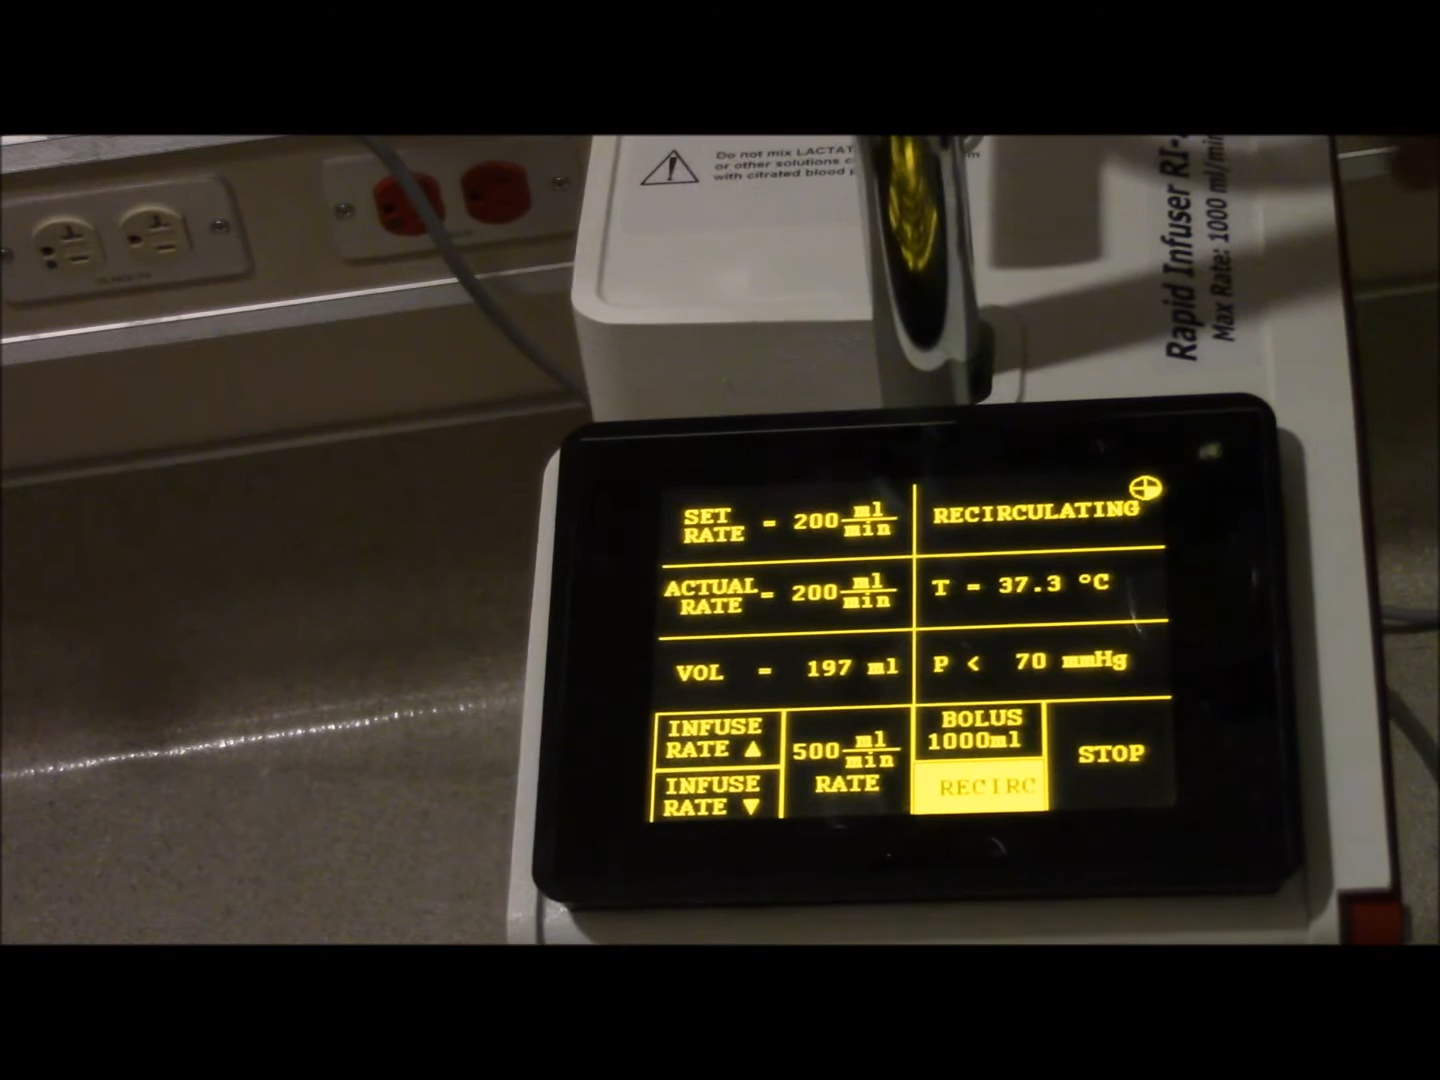 Do not mix LACTAT
or other solutions c
with citrated blood p
Rapid Infuser RI-
Max Rate: 1000 ml/min
SET RATE = 200 ml/min
RECIRCULATING
ACTUAL RATE = 200 ml/min
T = 37.3 °C
VOL = 197 ml
P < 70 mmHg
INFUSE RATE ▲
INFUSE RATE ▼
500 ml/min RATE
BOLUS
1000ml
RECIRC
STOP